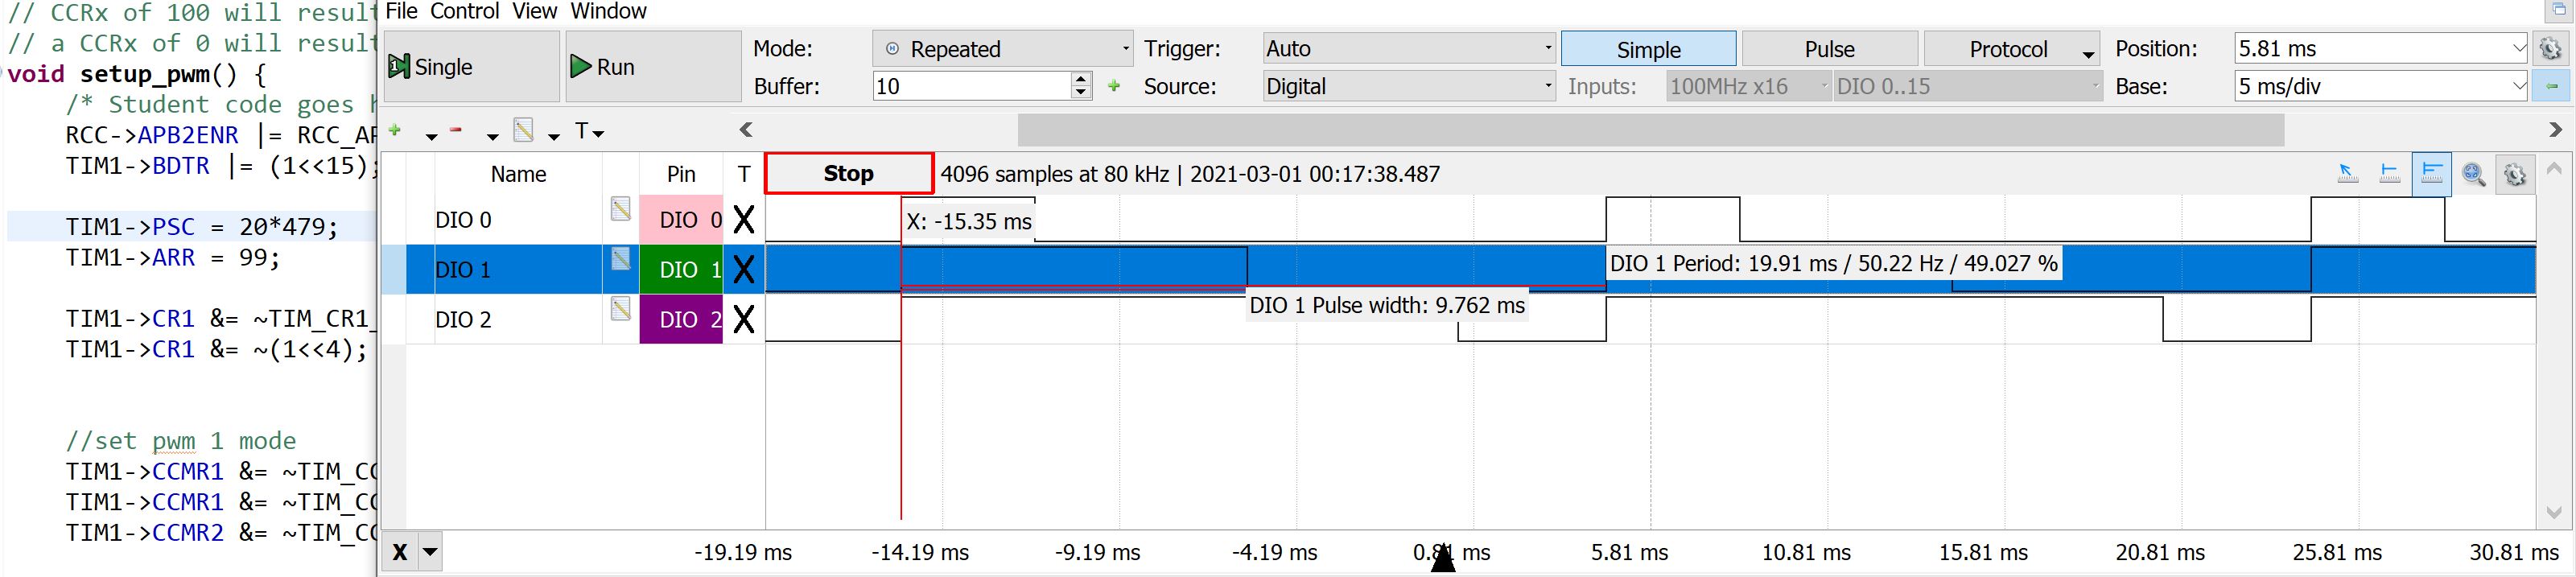 // CCRx of 100 will result
// a CCRx of 0 will result
void setup_pwm() {
/* Student code goes h
RCC->APB2ENR |= RCC_AP
TIM1->BDTR |= (1<<15);
TIM1->PSC = 20*479;
TIM1->ARR = 99;
TIM1->CR1 &= ~TIM_CR1_
TIM1->CR1 &= ~(1<<4);
//set pwm 1 mode
TIM1->CCMR1 &= ~TIM_CC
TIM1->CCMR1 &= ~TIM_CC
TIM1->CCMR2 &= ~TIM_CC
File Control View Window
Single Run Mode: Repeated Trigger: Auto Simple Pulse Protocol Position: 5.81 ms
Buffer: 10 Source: Digital Inputs: 100MHz x16 DIO 0..15 Base: 5 ms/div
T
Name Pin T Stop 4096 samples at 80 kHz | 2021-03-01 00:17:38.487
DIO 0 DIO 0 X X: -15.35 ms
DIO 1 DIO 1 X DIO 1 Period: 19.91 ms / 50.22 Hz / 49.027 %
DIO 2 DIO 2 X DIO 1 Pulse width: 9.762 ms
X -19.19 ms -14.19 ms -9.19 ms -4.19 ms 0.81 ms 5.81 ms 10.81 ms 15.81 ms 20.81 ms 25.81 ms 30.81 ms